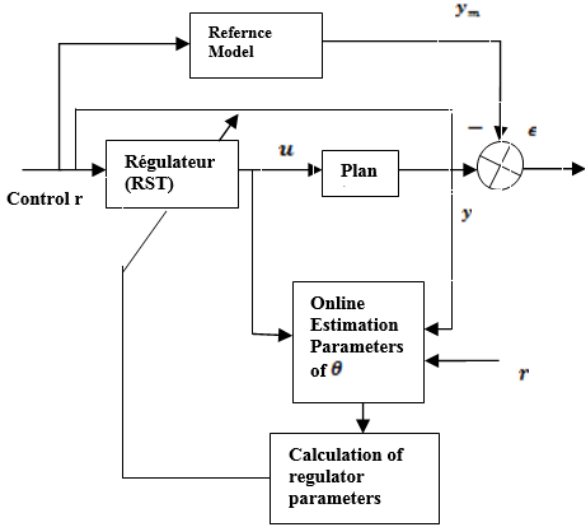 Refernce
Model
y_m
Régulateur
(RST)
u
Plan
−
ϵ
Control r
y
Online
Estimation
Parameters
of θ
r
Calculation of
regulator
parameters